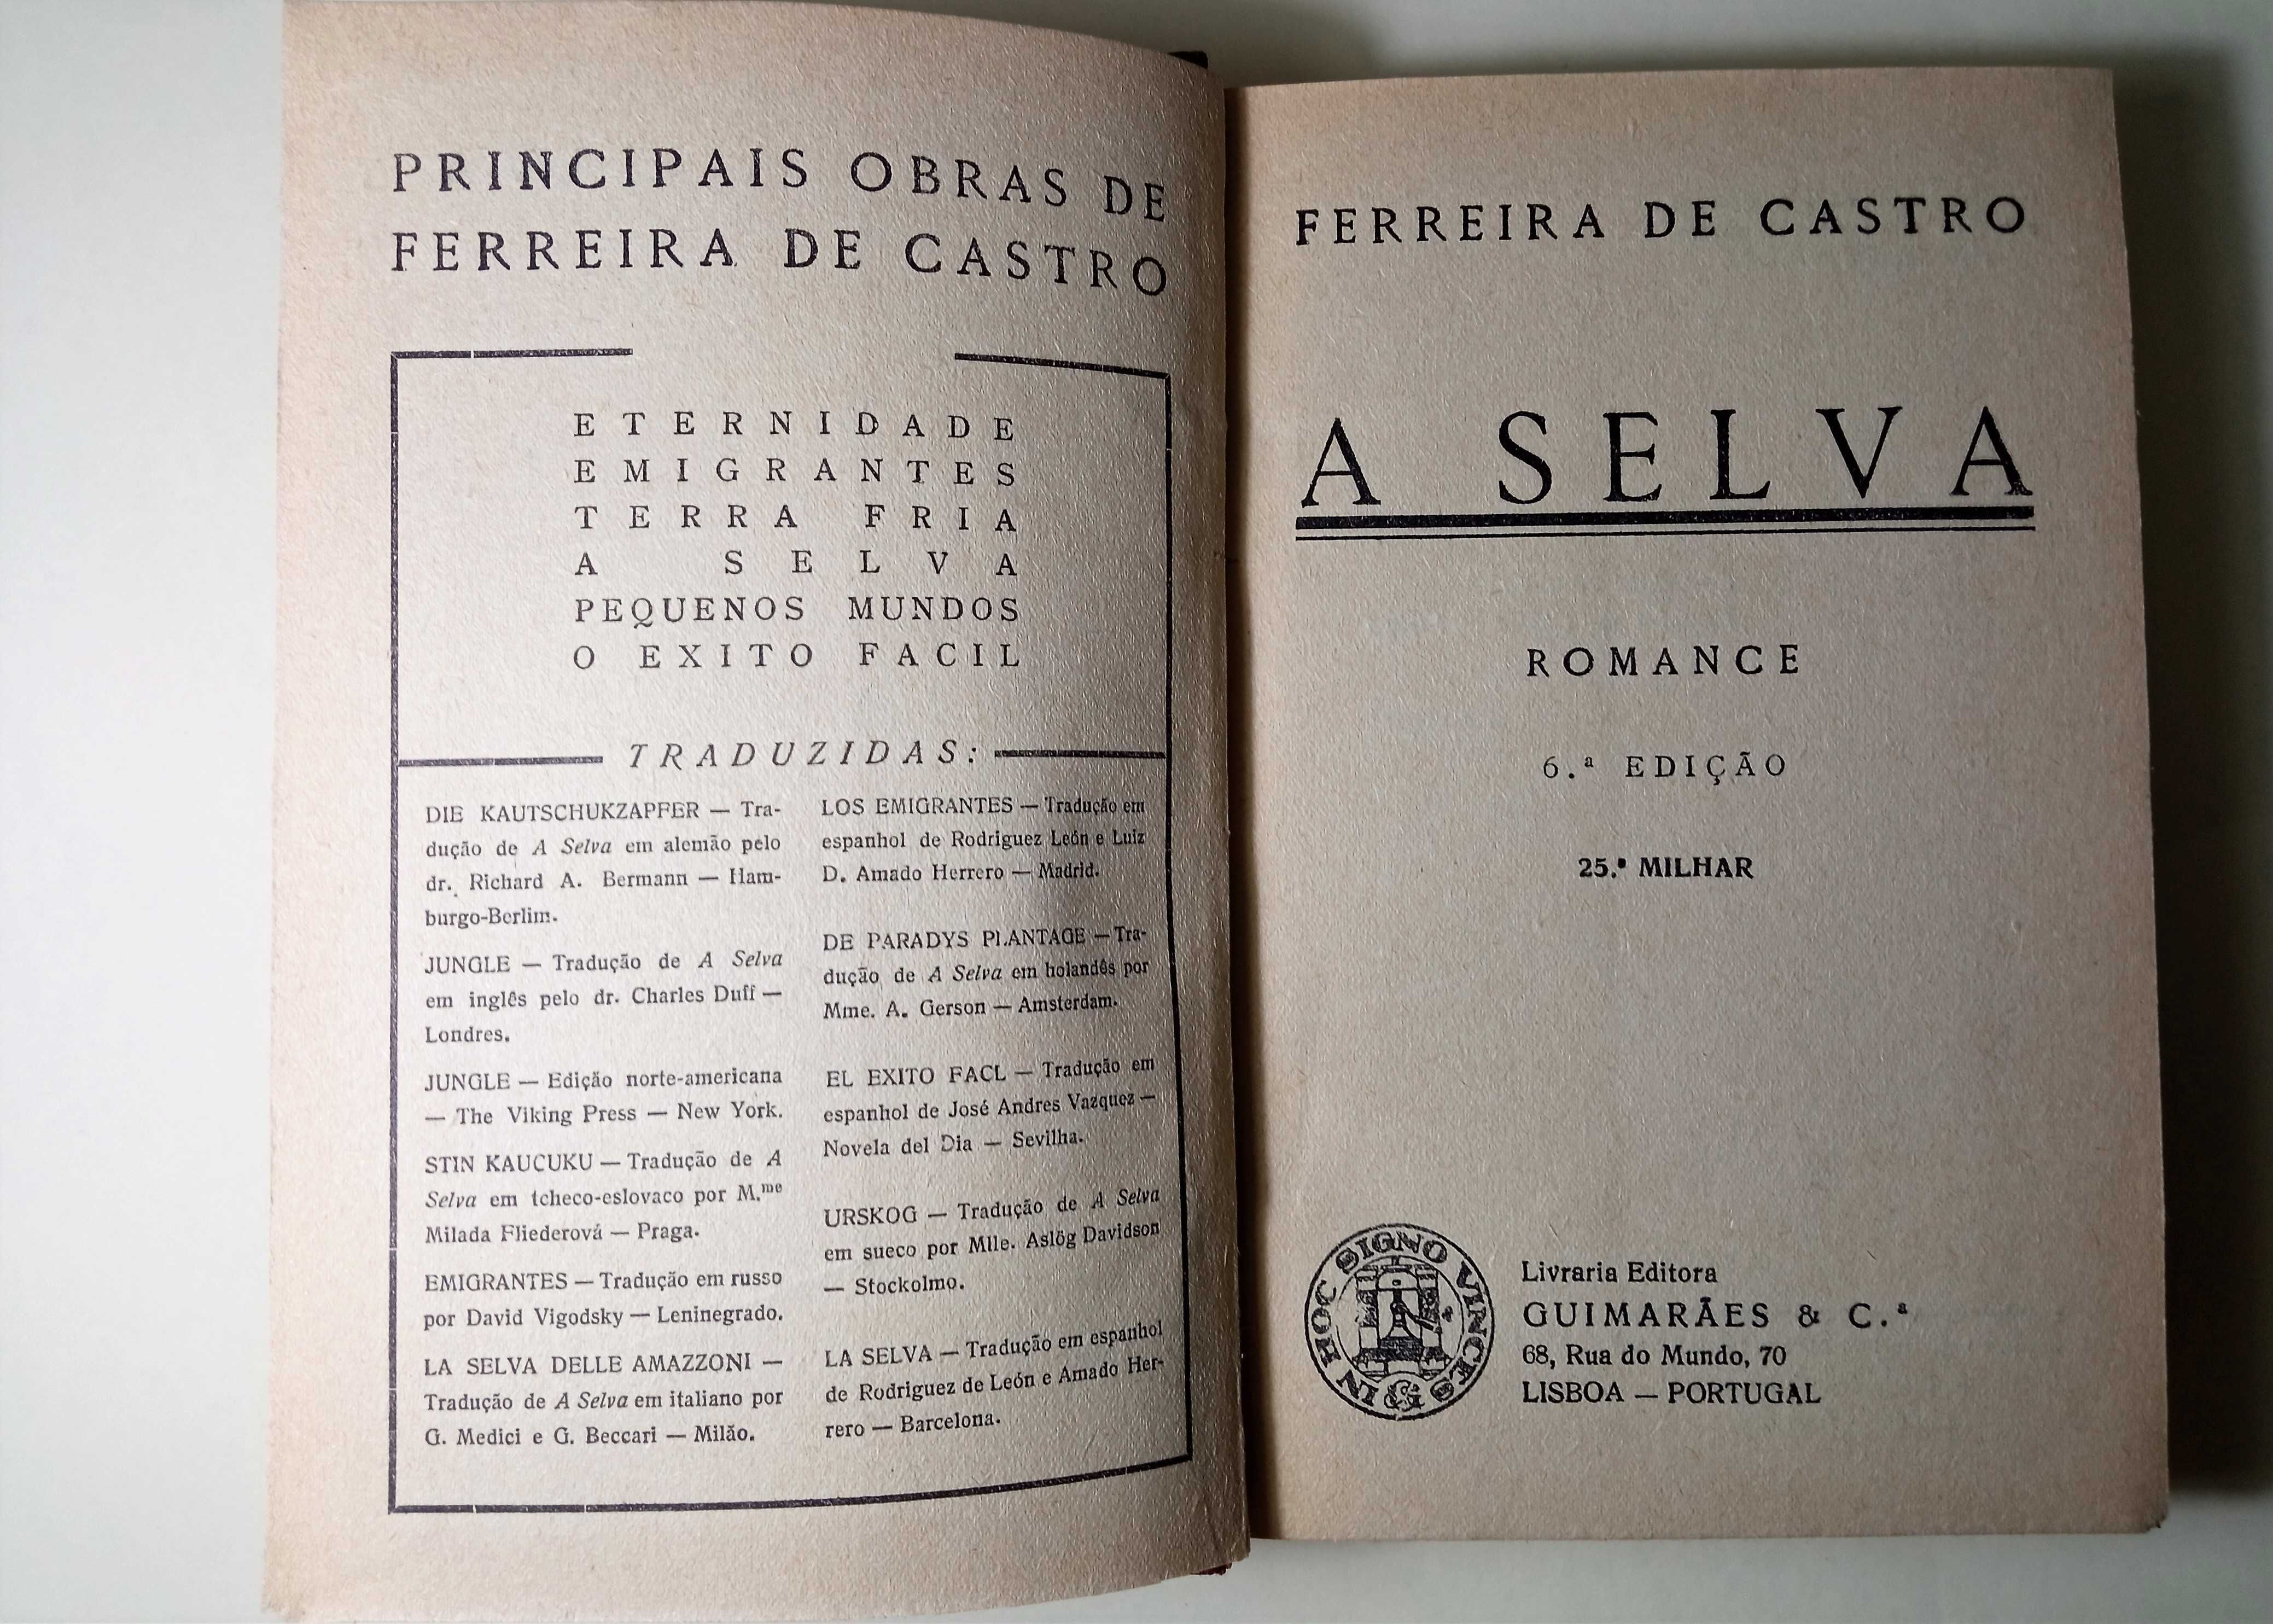 PRINCIPAIS OBRAS DE
FERREIRA DE CASTRO
ETERNIDADE
EMIGRANTES
TERRA FRIA
A SELVA
PEQUENOS MUNDOS
O EXITO FACIL
TRADUZIDAS:
DIE KAUTSCHUKZAPFER — Tra-
dução de A Selva em alemão pelo
dr. Richard A. Bermann — Ham-
burgo-Berlim.
JUNGLE — Tradução de A Selva
em inglês pelo dr. Charles Duff —
Londres.
JUNGLE — Edição norte-americana
— The Viking Press — New York.
STIN KAUCUKU — Tradução de A
Selva em tcheco-eslovaco por M.me
Milada Fliederová — Praga.
EMIGRANTES — Tradução em russo
por David Vigodsky — Leninegrado.
LA SELVA DELLE AMAZZONI —
Tradução de A Selva em italiano por
G. Medici e G. Beccari — Milão.
LOS EMIGRANTES — Tradução em
espanhol de Rodriguez León e Luiz
D. Amado Herrero — Madrid.
DE PARADYS PLANTAGE — Tra-
dução de A Selva em holandês por
Mme. A. Gerson — Amsterdam.
EL EXITO FACL — Tradução em
espanhol de José Andres Vazquez —
Novela del Dia — Sevilha.
URSKOG — Tradução de A Selva
em sueco por Mlle. Aslög Davidson
— Stockolmo.
LA SELVA — Tradução em espanhol
de Rodriguez de León e Amado Her-
rero — Barcelona.
FERREIRA DE CASTRO
A SELVA
ROMANCE
6.ª EDIÇÃO
25.º MILHAR
IN HOC SIGNO VINCES
G
Livraria Editora
GUIMARÃES & C.ª
68, Rua do Mundo, 70
LISBOA — PORTUGAL